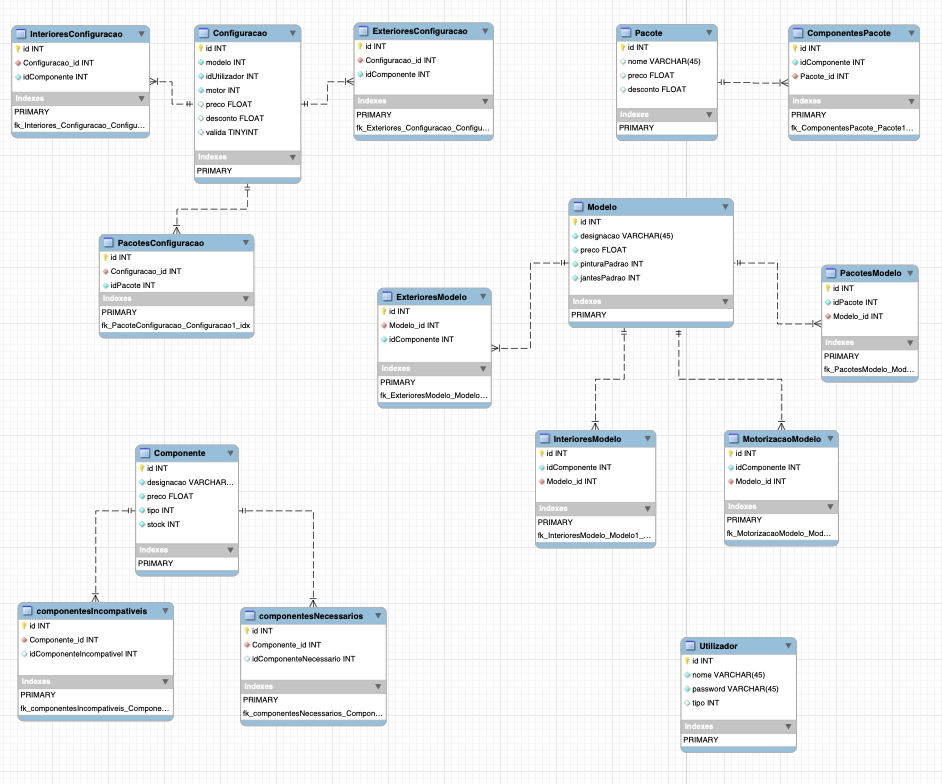 InterioresConfiguracao
id INT
Configuracao_id INT
idComponente INT
Indexes
PRIMARY
fk_Interiores_Configuracao_Configu...
Configuracao
id INT
modelo INT
idUtilizador INT
motor INT
preco FLOAT
desconto FLOAT
valida TINYINT
Indexes
PRIMARY
ExterioresConfiguracao
id INT
Configuracao_id INT
idComponente INT
Indexes
PRIMARY
fk_Exteriores_Configuracao_Configu...
Pacote
id INT
nome VARCHAR(45)
preco FLOAT
desconto FLOAT
Indexes
PRIMARY
ComponentesPacote
id INT
idComponente INT
Pacote_id INT
Indexes
PRIMARY
fk_ComponentesPacote_Pacote1...
PacotesConfiguracao
id INT
Configuracao_id INT
idPacote INT
Indexes
PRIMARY
fk_PacoteConfiguracao_Configuracao1_idx
Modelo
id INT
designacao VARCHAR(45)
preco FLOAT
pinturaPadrao INT
jantesPadrao INT
Indexes
PRIMARY
ExterioresModelo
id INT
Modelo_id INT
idComponente INT
Indexes
PRIMARY
fk_ExterioresModelo_Modelo...
PacotesModelo
id INT
idPacote INT
Modelo_id INT
Indexes
PRIMARY
fk_PacotesModelo_Mod...
InterioresModelo
id INT
idComponente INT
Modelo_id INT
Indexes
PRIMARY
fk_InterioresModelo_Modelo1_...
MotorizacaoModelo
id INT
idComponente INT
Modelo_id INT
Indexes
PRIMARY
fk_MotorizacaoModelo_Mod...
Componente
id INT
designacao VARCHAR...
preco FLOAT
tipo INT
stock INT
Indexes
PRIMARY
componentesIncompativeis
id INT
Componente_id INT
idComponenteIncompativel INT
Indexes
PRIMARY
fk_componentesIncompativeis_Compone...
componentesNecessarios
id INT
Componente_id INT
idComponenteNecessario INT
Indexes
PRIMARY
fk_componentesNecessarios_Compon...
Utilizador
id INT
nome VARCHAR(45)
password VARCHAR(45)
tipo INT
Indexes
PRIMARY